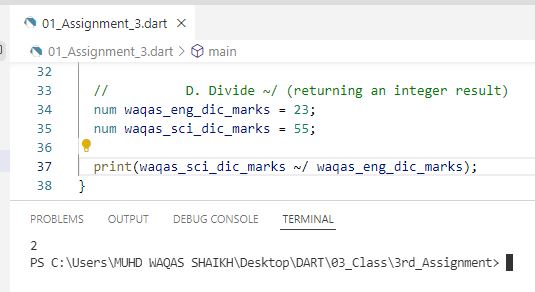 01_Assignment_3.dart ×
01_Assignment_3.dart > main
32
33 // D. Divide ~/ (returning an integer result)
34 num waqas_eng_dic_marks = 23;
35 num waqas_sci_dic_marks = 55;
36
37 print(waqas_sci_dic_marks ~/ waqas_eng_dic_marks);
38 }
PROBLEMS OUTPUT DEBUG CONSOLE TERMINAL
2
PS C:\Users\MUHD WAQAS SHAIKH\Desktop\DART\03_Class\3rd_Assignment>